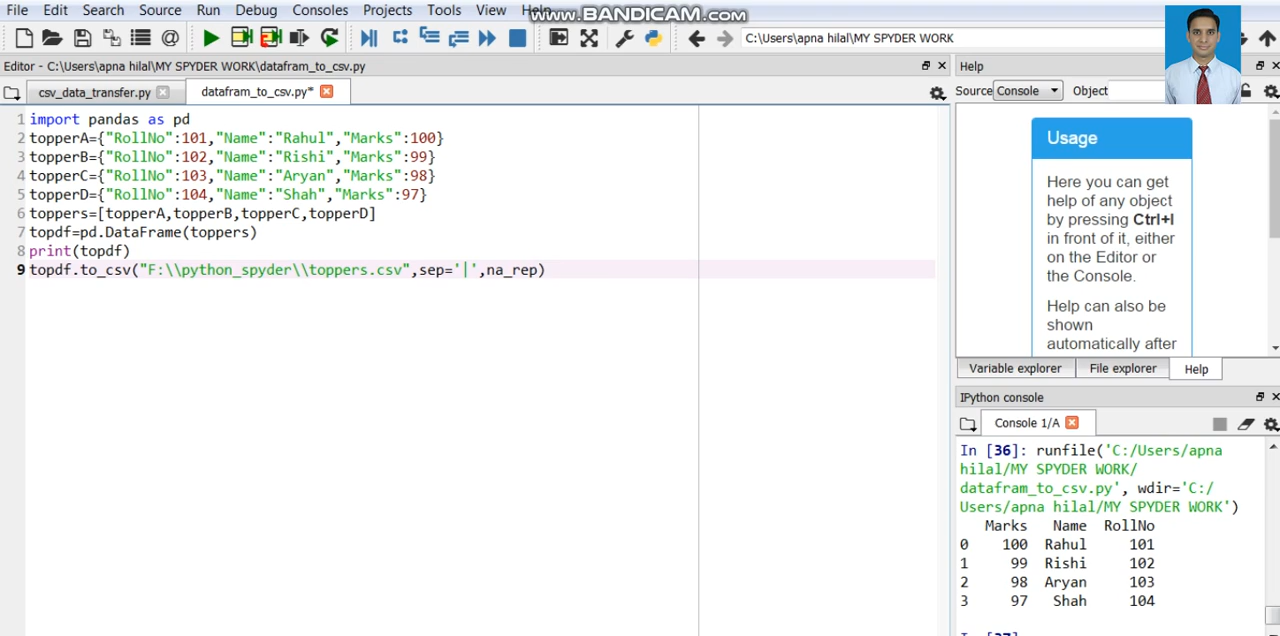 File Edit Search Source Run Debug Consoles Projects Tools View Help
www.BANDICAM.com
C:\Users\apna hilal\MY SPYDER WORK
Editor - C:\Users\apna hilal\MY SPYDER WORK\datafram_to_csv.py
csv_data_transfer.py datafram_to_csv.py*
1 import pandas as pd
2 topperA={"RollNo":101,"Name":"Rahul","Marks":100}
3 topperB={"RollNo":102,"Name":"Rishi","Marks":99}
4 topperC={"RollNo":103,"Name":"Aryan","Marks":98}
5 topperD={"RollNo":104,"Name":"Shah","Marks":97}
6 toppers=[topperA,topperB,topperC,topperD]
7 topdf=pd.DataFrame(toppers)
8 print(topdf)
9 topdf.to_csv("F:\\python_spyder\\toppers.csv",sep='|',na_rep)
Help
Source Console Object
Usage
Here you can get
help of any object
by pressing Ctrl+I
in front of it, either
on the Editor or
the Console.
Help can also be
shown
automatically after
Variable explorer File explorer Help
IPython console
Console 1/A
In [36]: runfile('C:/Users/apna
hilal/MY SPYDER WORK/
datafram_to_csv.py', wdir='C:/
Users/apna hilal/MY SPYDER WORK')
Marks Name RollNo
0 100 Rahul 101
1 99 Rishi 102
2 98 Aryan 103
3 97 Shah 104